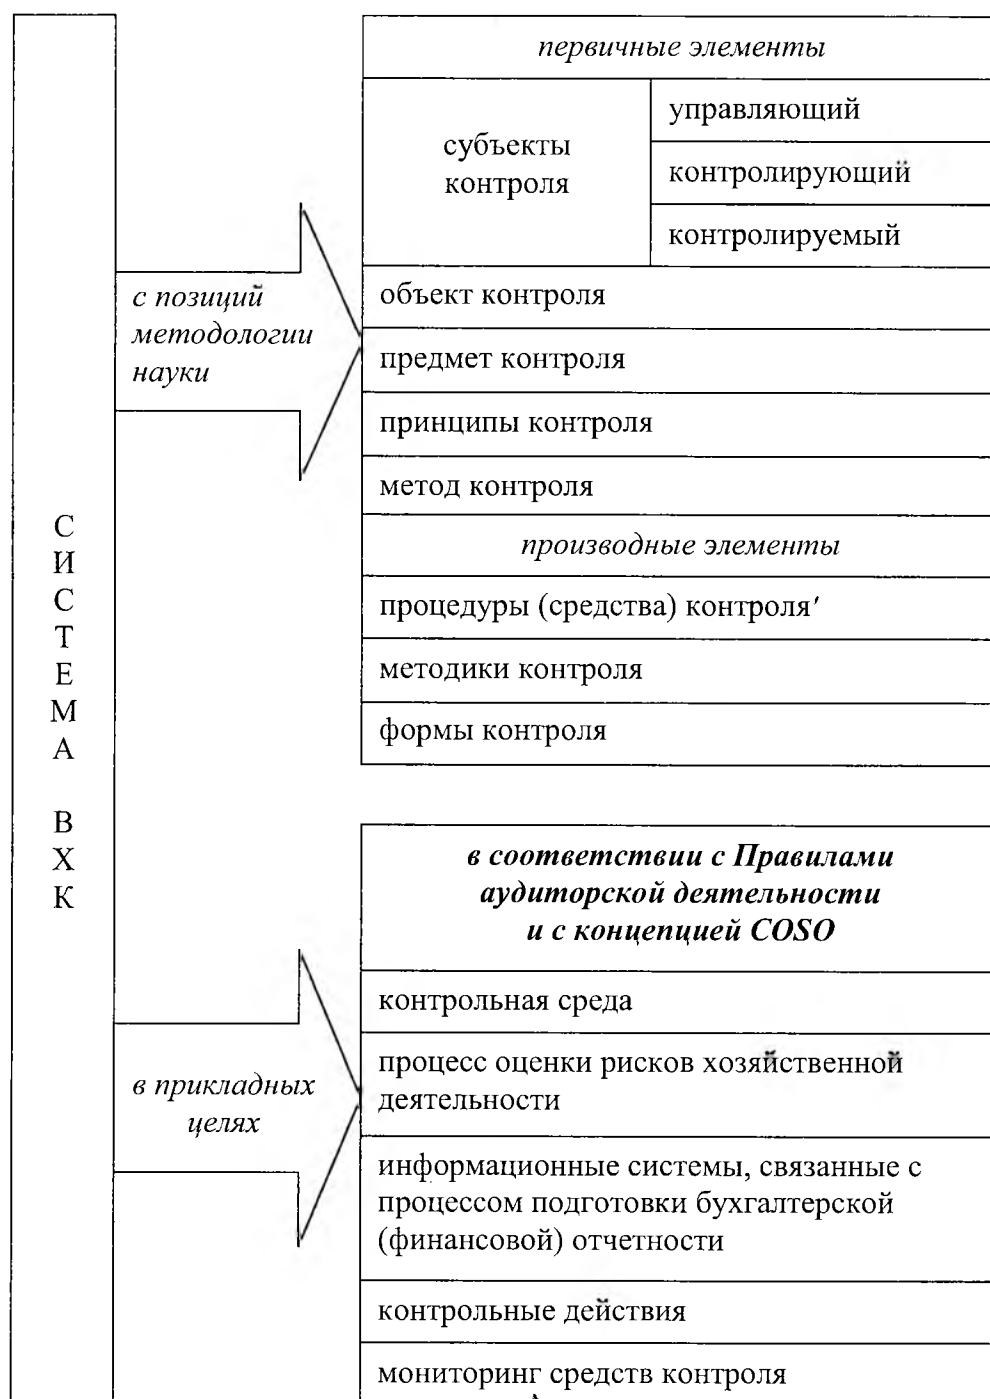 первичные элементы
субъекты
контроля
управляющий
контролирующий
контролируемый
с позиций
методологии
науки
объект контроля
предмет контроля
принципы контроля
метод контроля
производные элементы
процедуры (средства) контроля'
методики контроля
формы контроля
С
И
С
Т
Е
М
А
В
Х
К
в соответствии с Правилами
аудиторской деятельности
и с концепцией COSO
в прикладных
целях
контрольная среда
процесс оценки рисков хозяйственной
деятельности
информационные системы, связанные с
процессом подготовки бухгалтерской
(финансовой) отчетности
контрольные действия
мониторинг средств контроля